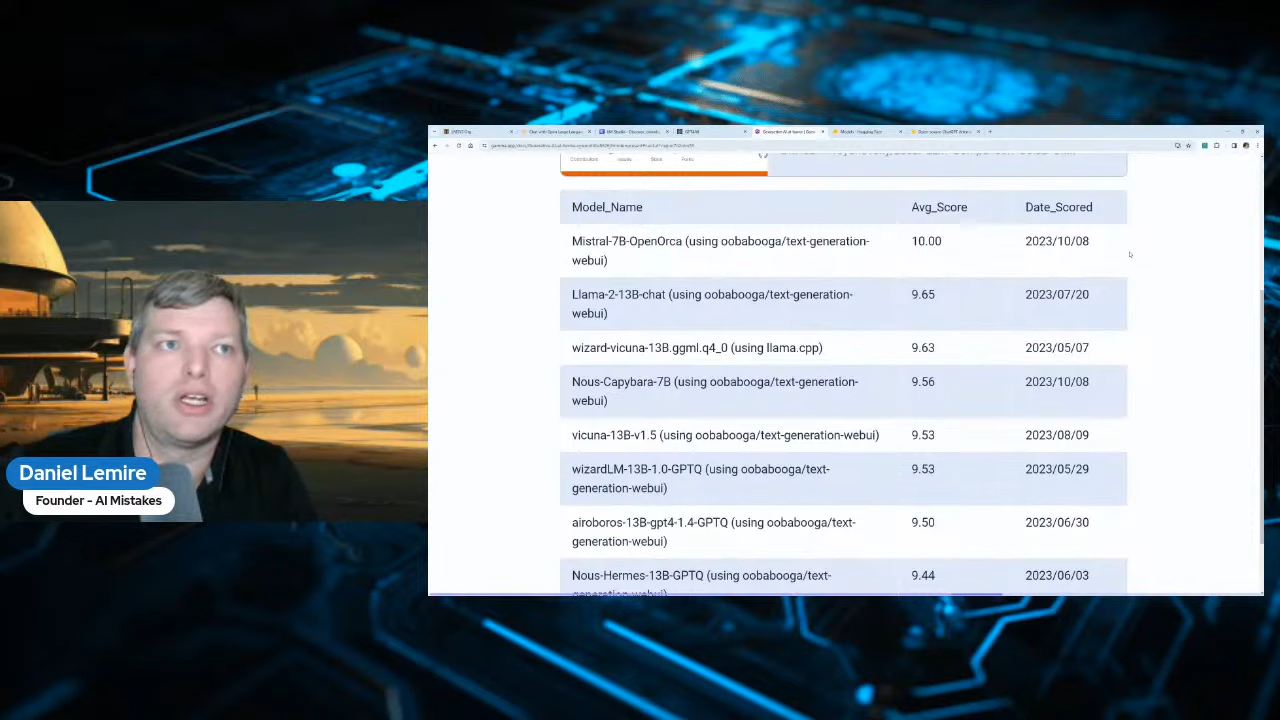 Contributors Issues Stars Forks
Model_Name Avg_Score Date_Scored
Mistral-7B-OpenOrca (using oobabooga/text-generation-
webui) 10.00 2023/10/08
Llama-2-13B-chat (using oobabooga/text-generation-
webui) 9.65 2023/07/20
wizard-vicuna-13B.ggml.q4_0 (using llama.cpp) 9.63 2023/05/07
Nous-Capybara-7B (using oobabooga/text-generation-
webui) 9.56 2023/10/08
vicuna-13B-v1.5 (using oobabooga/text-generation-webui) 9.53 2023/08/09
wizardLM-13B-1.0-GPTQ (using oobabooga/text-
generation-webui) 9.53 2023/05/29
airoboros-13B-gpt4-1.4-GPTQ (using oobabooga/text-
generation-webui) 9.50 2023/06/30
Nous-Hermes-13B-GPTQ (using oobabooga/text-
generation-webui) 9.44 2023/06/03
Daniel Lemire
Founder - AI Mistakes